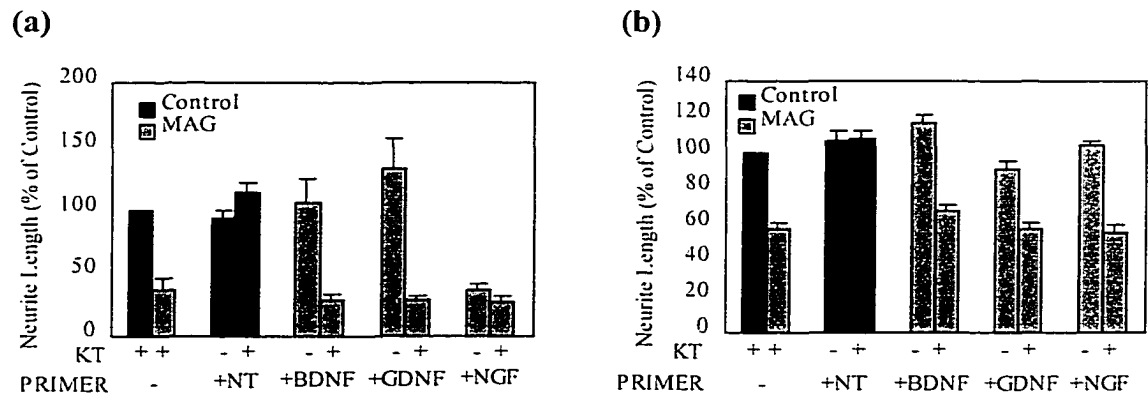 (a)
200
150
100
50
0
Neurite Length (% of Control)
Control
MAG
KT ++ - + - + - + - +
PRIMER - +NT +BDNF +GDNF +NGF
(b)
140
120
100
80
60
40
20
0
Neurite Length (% of Control)
Control
MAG
KT ++ - + - + - + - +
PRIMER - +NT +BDNF +GDNF +NGF